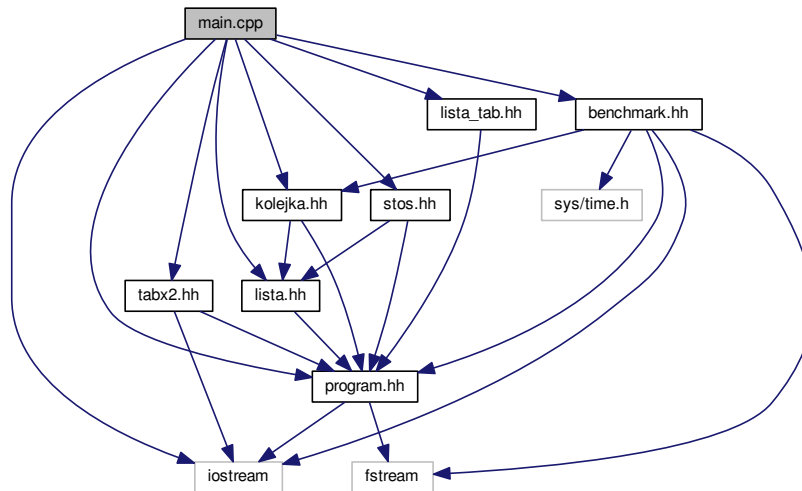 main.cpp
lista_tab.hh
benchmark.hh
kolejka.hh
stos.hh
sys/time.h
tabx2.hh
lista.hh
program.hh
iostream
fstream